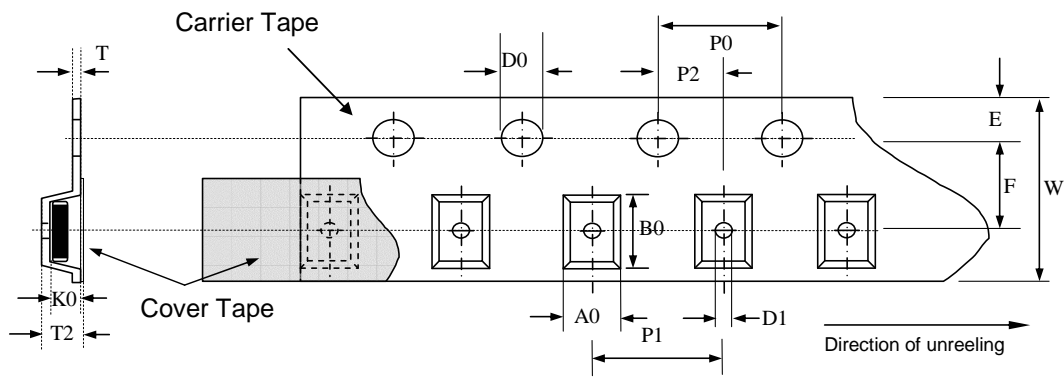 Carrier Tape
T
D0
P0
P2
E
F
W
B0
K0
Cover Tape
T2
A0
D1
P1
Direction of unreeling